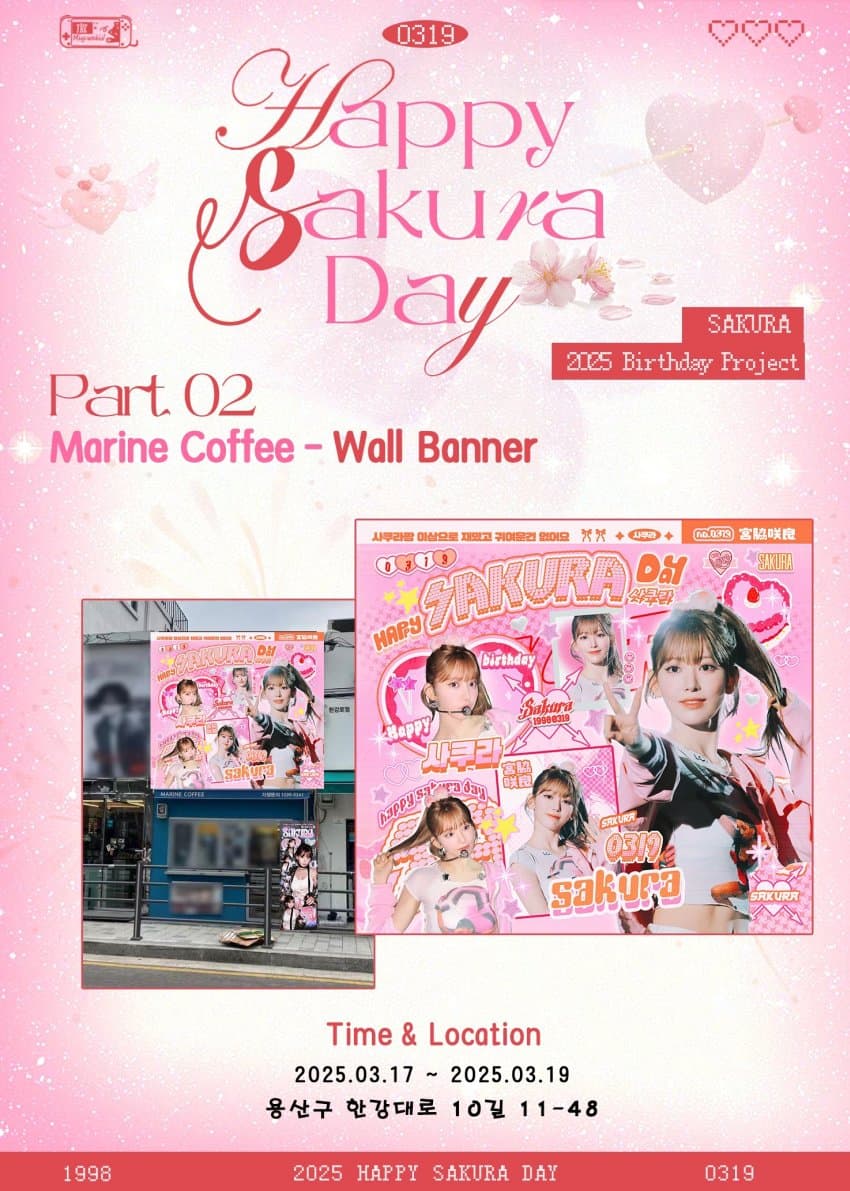 0319
Happy
Sakura
Day
SAKURA
2025 Birthday Project
Part. 02
Marine Coffee - Wall Banner
사쿠라짱 이상으로 재밌고 귀여운건 없어요
사쿠라
no.0319 宮脇咲良
0319
HAPPY SAKURA DAY
싸쿠라
SAKURA
birthday
Happy
Sakura
19980319
사쿠라
宮脇
咲良
happy sakura day
SAKURA
0319
sakura
SAKURA
MARINE COFFEE
Time & Location
2025.03.17 ~ 2025.03.19
용산구 한강대로 10길 11-48
1998
2025 HAPPY SAKURA DAY
0319